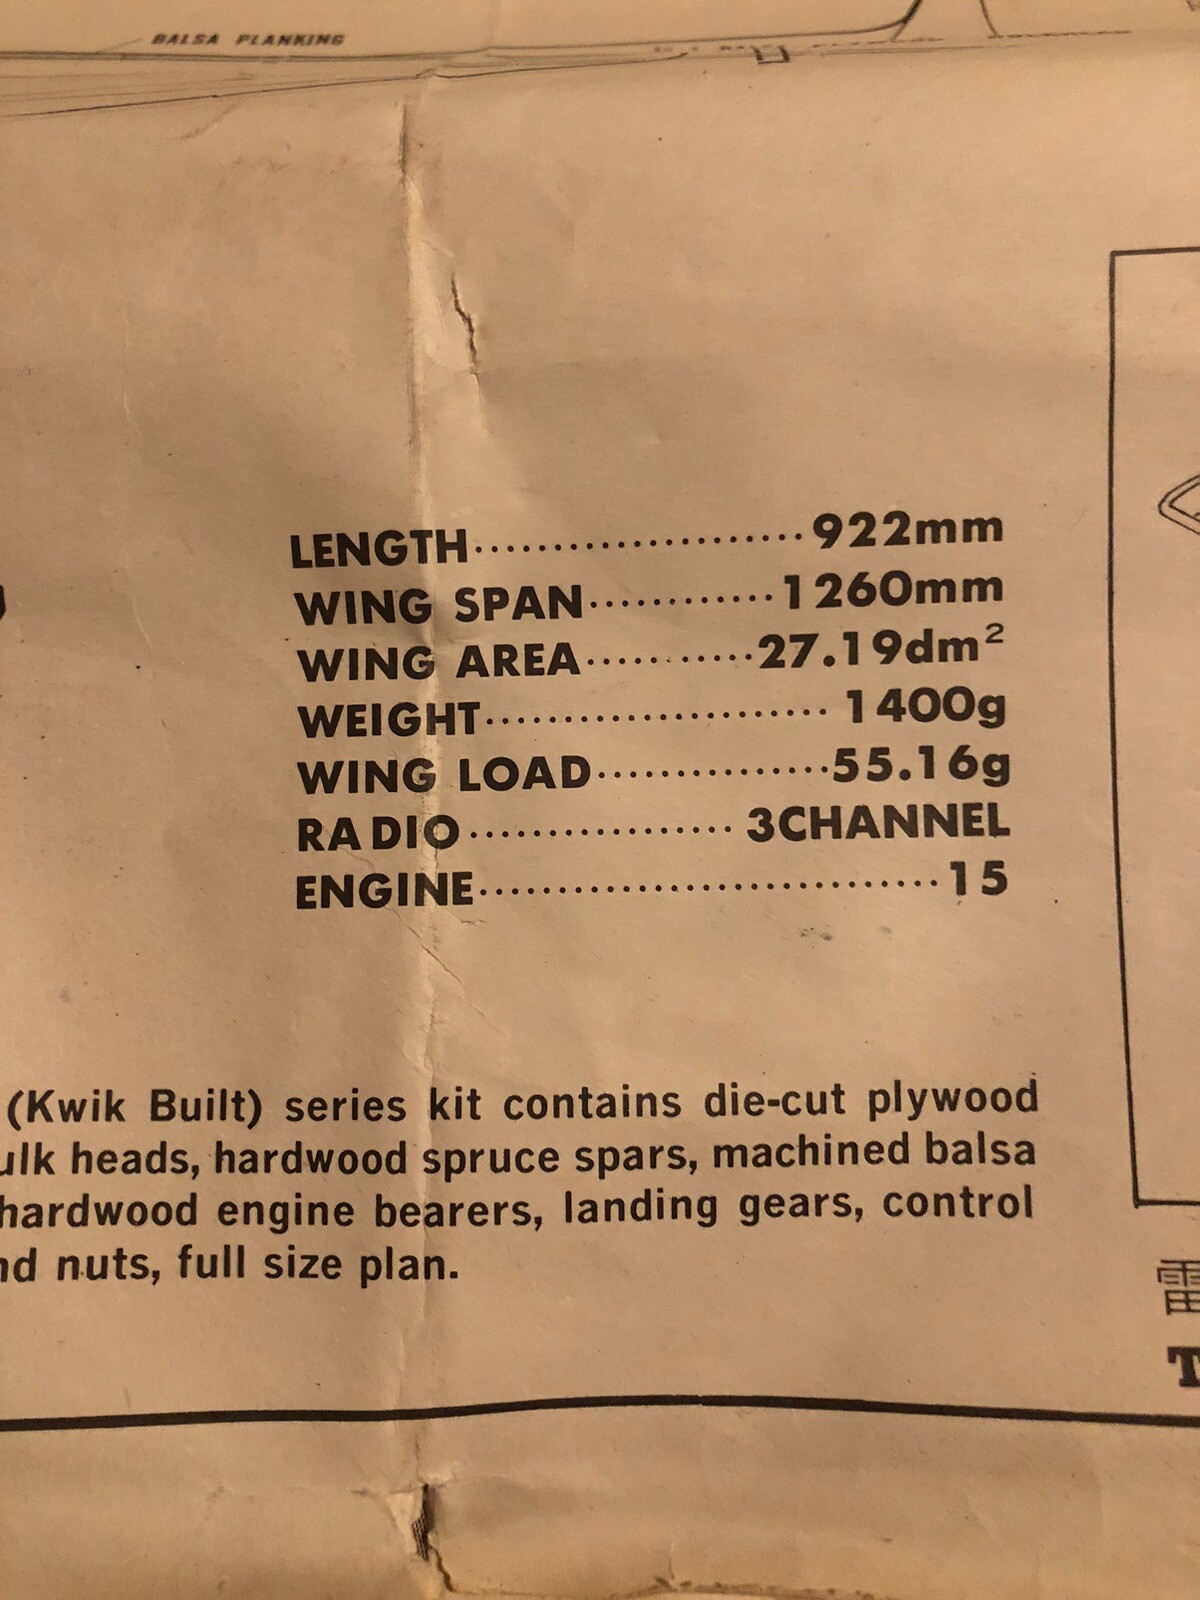 BALSA PLANKING
LENGTH····················922mm
WING SPAN············1260mm
WING AREA···········27.19dm²
WEIGHT······················1400g
WING LOAD···············55.16g
RADIO·················3CHANNEL
ENGINE······························15
(Kwik Built) series kit contains die-cut plywood
ulk heads, hardwood spruce spars, machined balsa
hardwood engine bearers, landing gears, control
nd nuts, full size plan.
雷
T